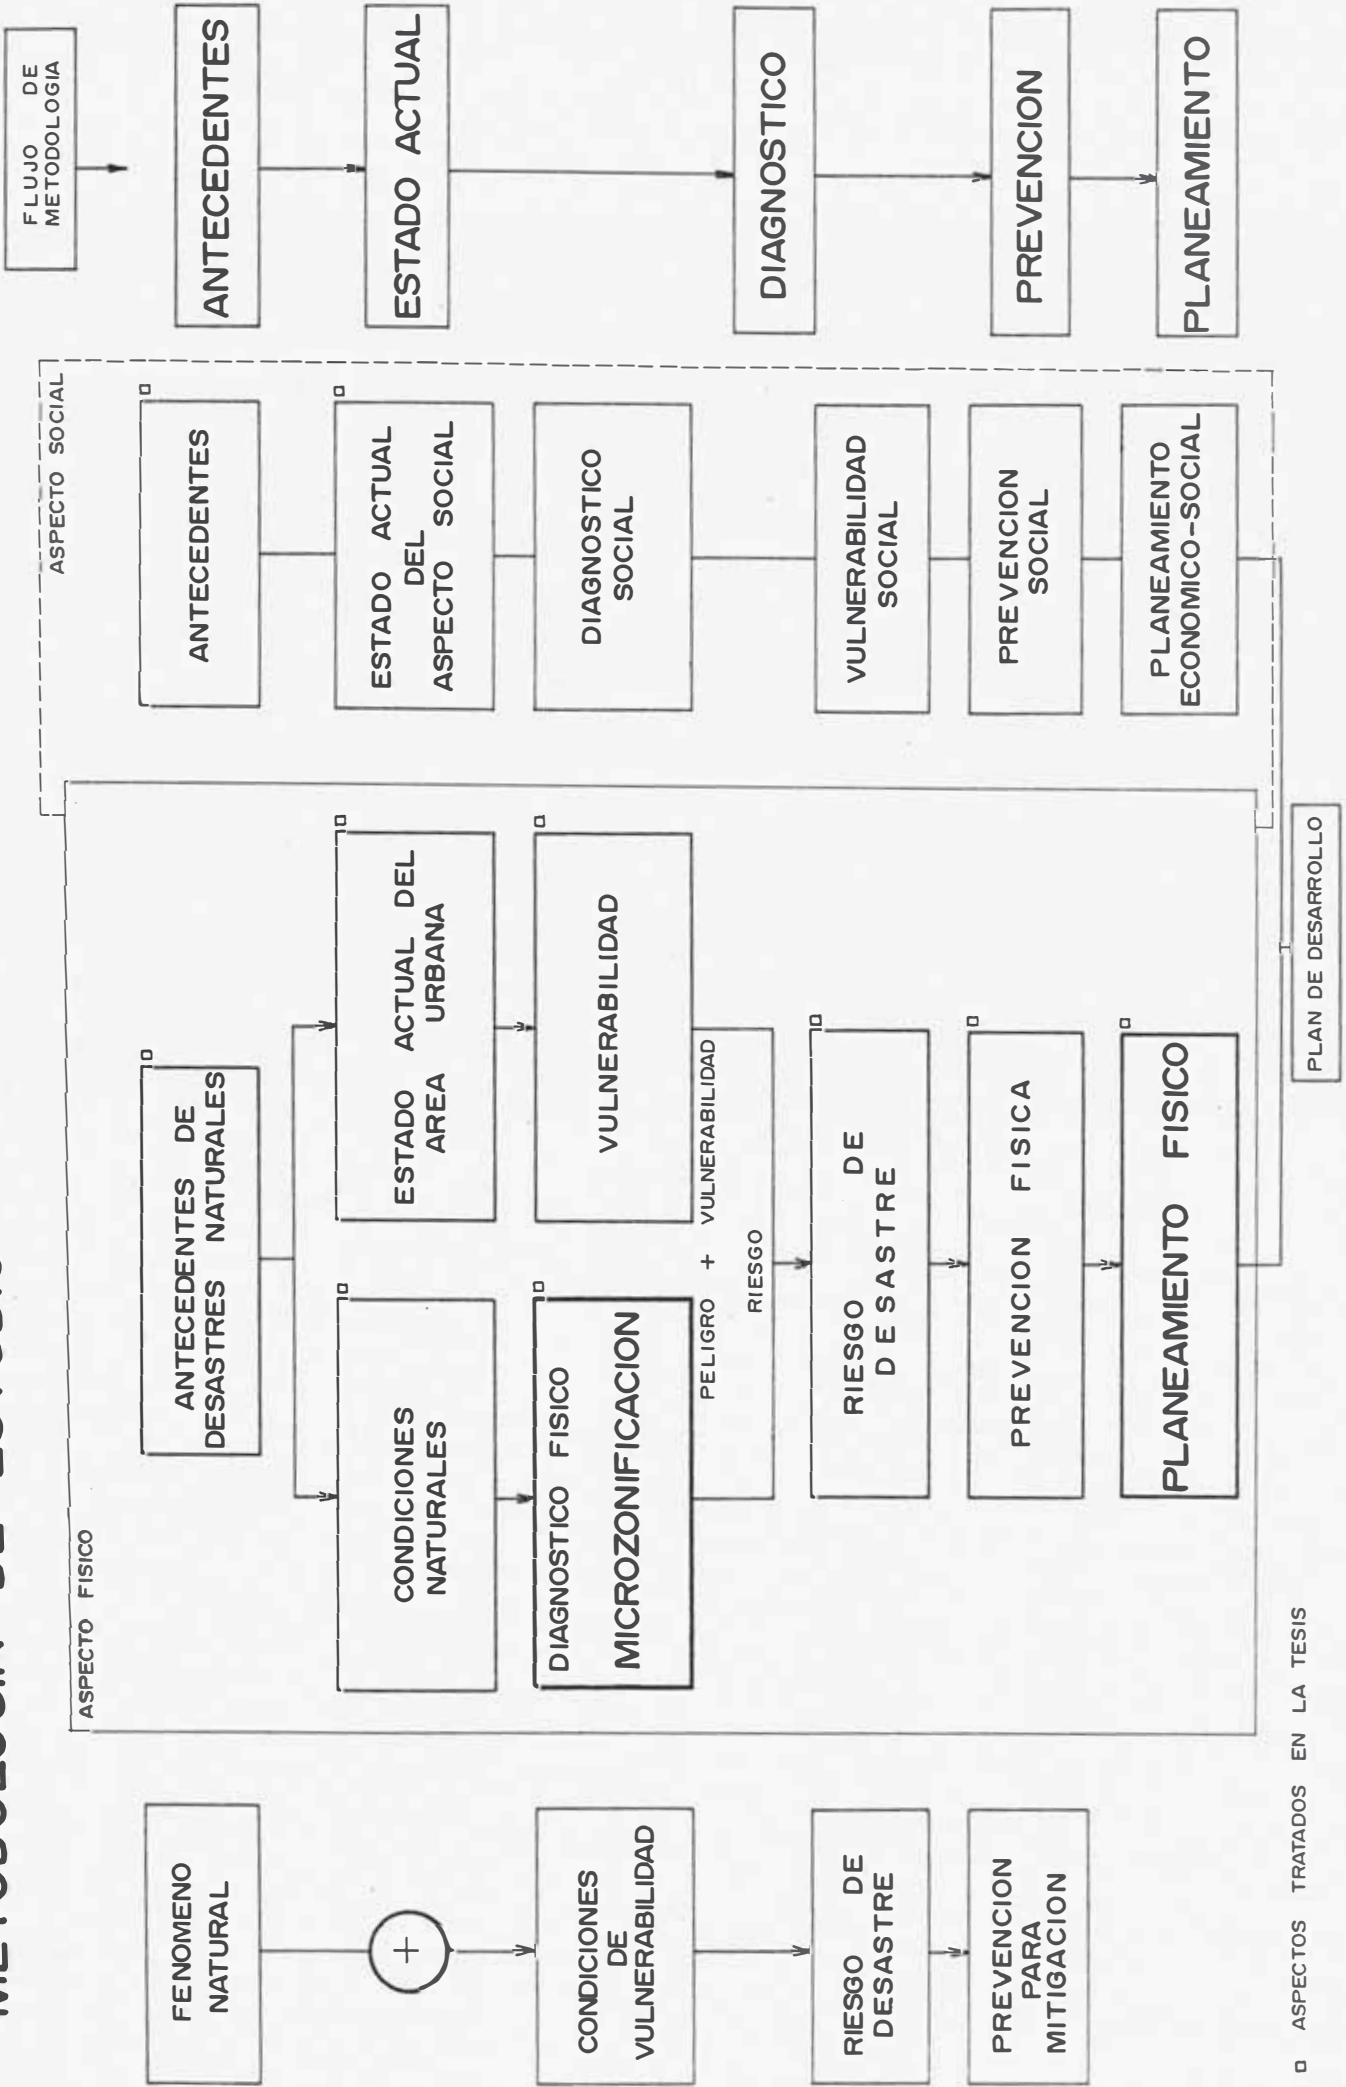 METODOLOGIA DE
FENOMENO
NATURAL
+
CONDICIONES
DE
VULNERABILIDAD
RIESGO DE
DESASTRE
PREVENCION
PARA
MITIGACION
ASPECTO FISICO
ANTECEDENTES DE
DESASTRES NATURALES
CONDICIONES
NATURALES
ESTADO ACTUAL DEL
AREA URBANA
DIAGNOSTICO FISICO
MICROZONIFICACION
VULNERABILIDAD
PELIGRO + VULNERABILIDAD
RIESGO
RIESGO DE
DESASTRE
PREVENCION FISICA
PLANEAMIENTO FISICO
ASPECTO SOCIAL
ANTECEDENTES
ESTADO ACTUAL
DEL
ASPECTO SOCIAL
DIAGNOSTICO
SOCIAL
VULNERABILIDAD
SOCIAL
PREVENCION
SOCIAL
PLANEAMIENTO
ECONOMICO-SOCIAL
FLUJO DE
METODOLOGIA
ANTECEDENTES
ESTADO ACTUAL
DIAGNOSTICO
PREVENCION
PLANEAMIENTO
PLAN DE DESARROLLO
ASPECTOS TRATADOS EN LA TESIS